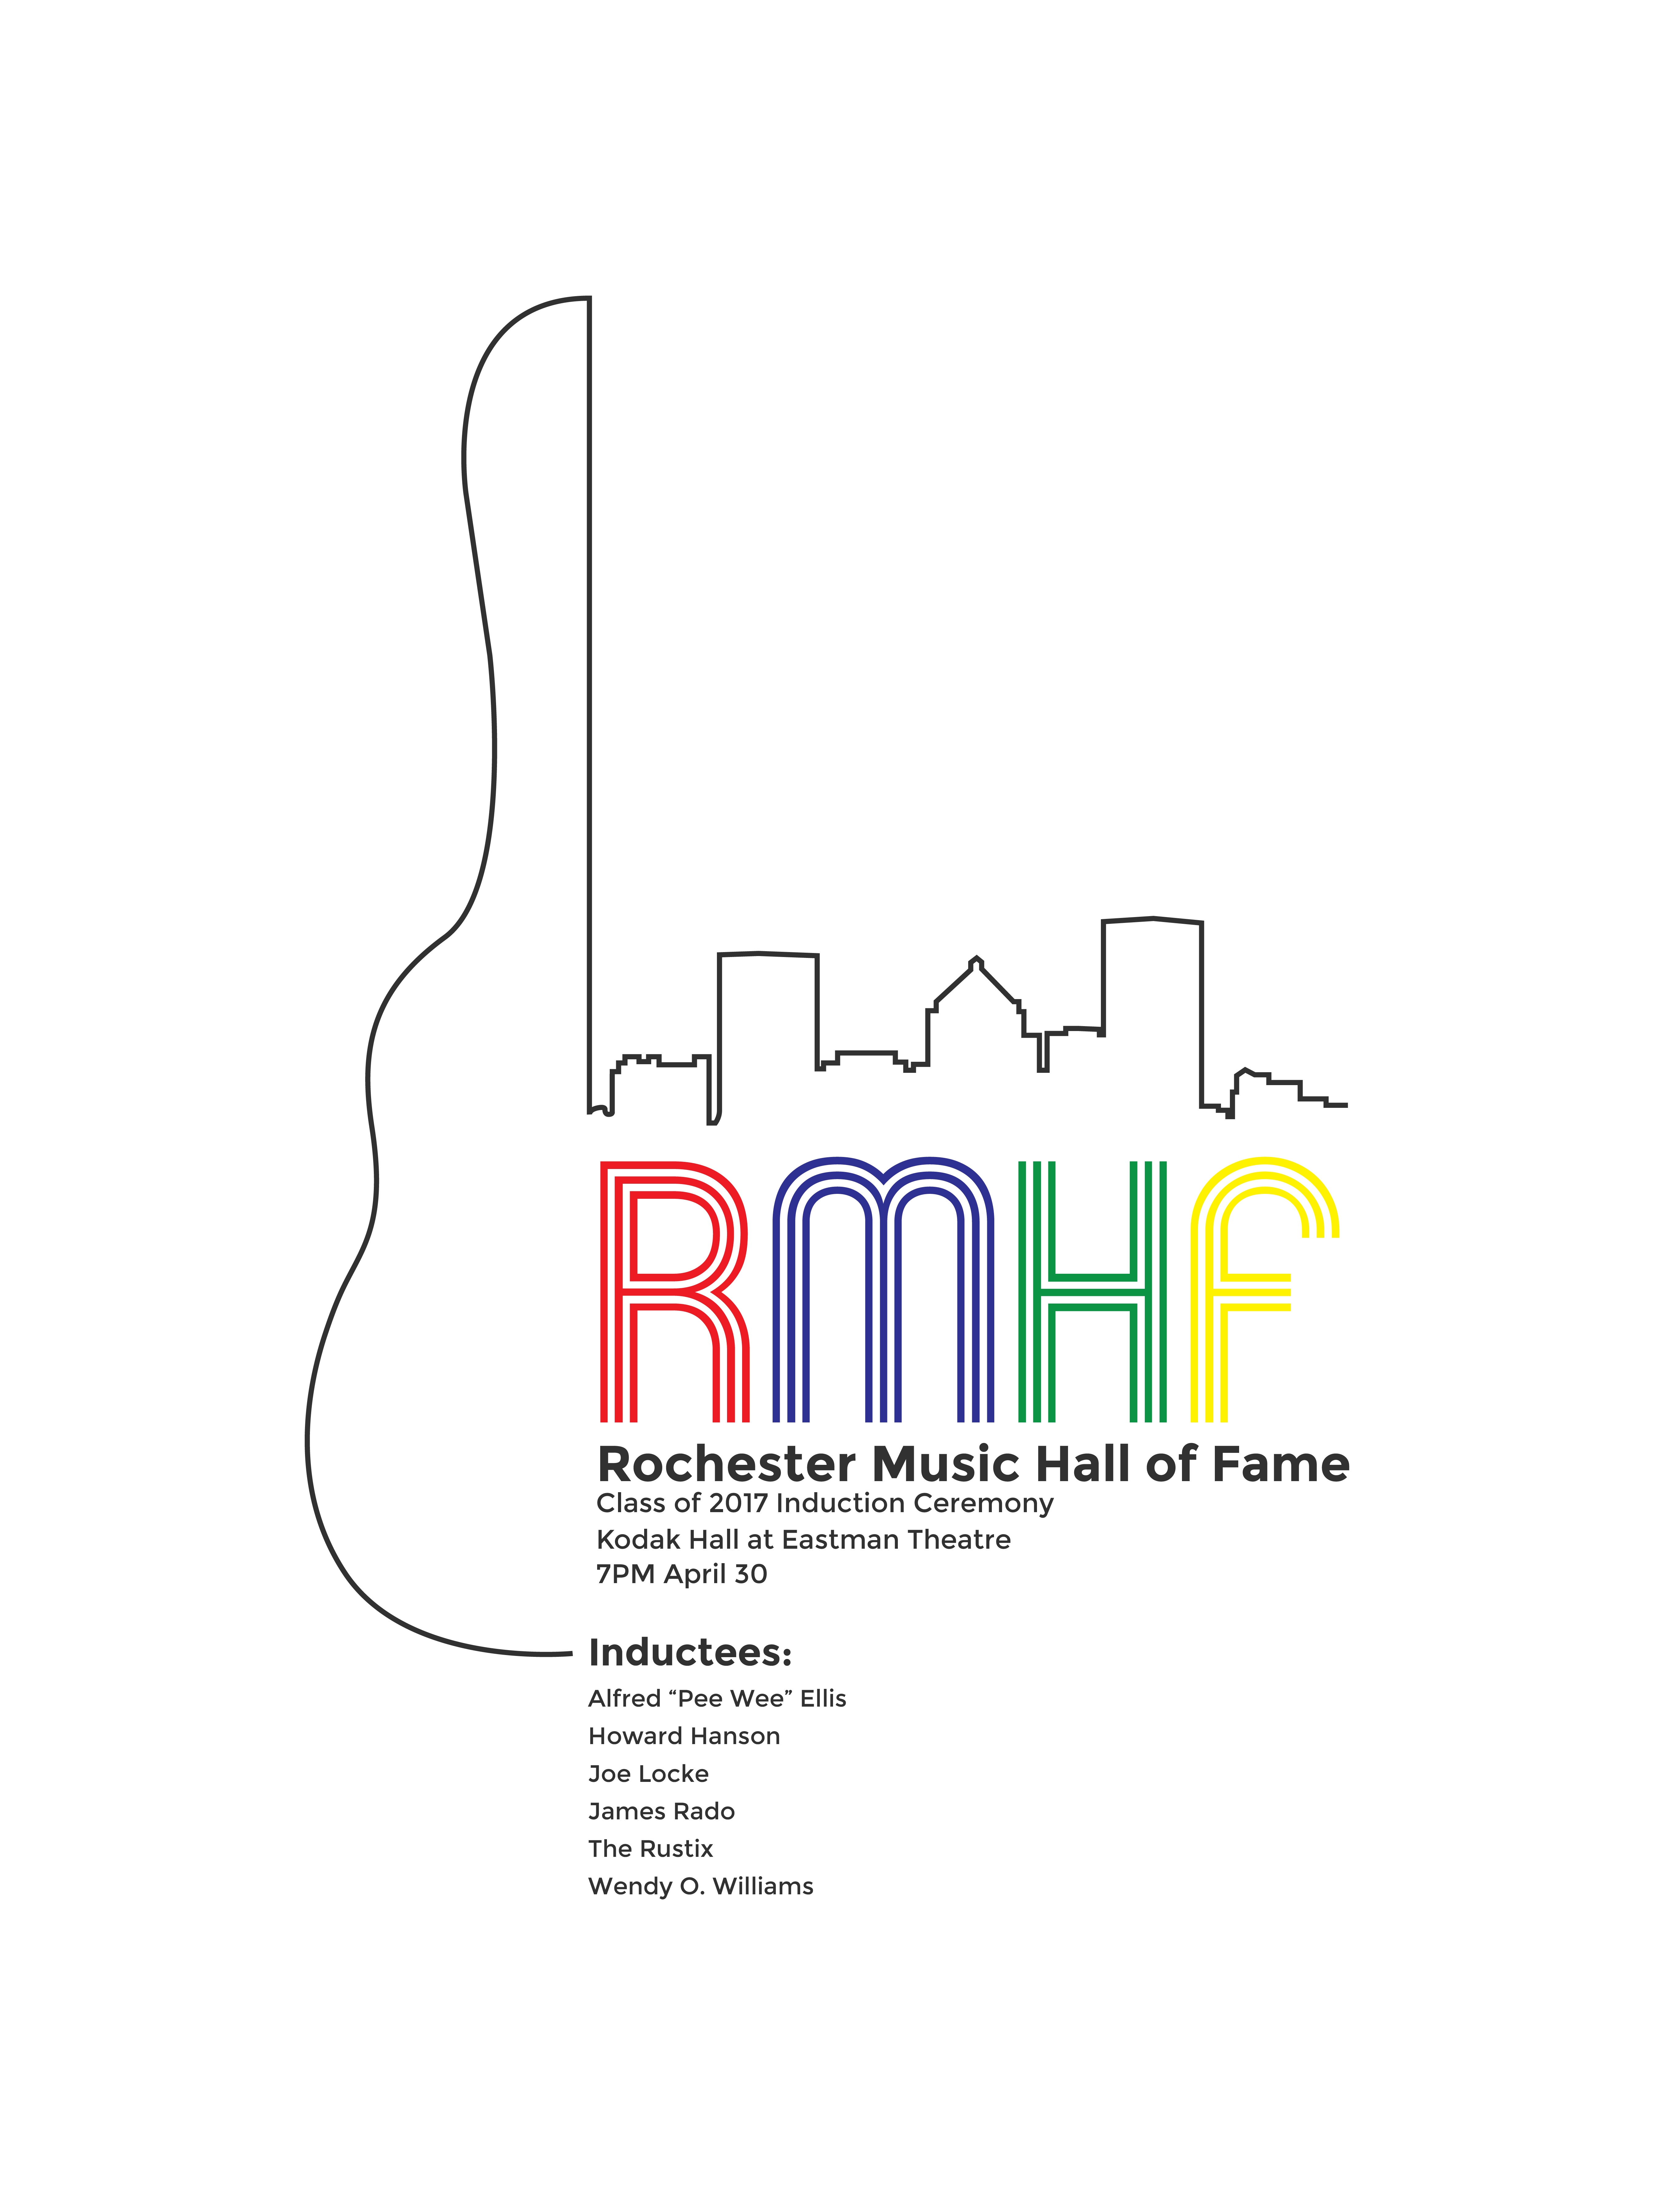 RMHF
Rochester Music Hall of Fame
Class of 2017 Induction Ceremony
Kodak Hall at Eastman Theatre
7PM April 30
Inductees:
Alfred “Pee Wee” Ellis
Howard Hanson
Joe Locke
James Rado
The Rustix
Wendy O. Williams